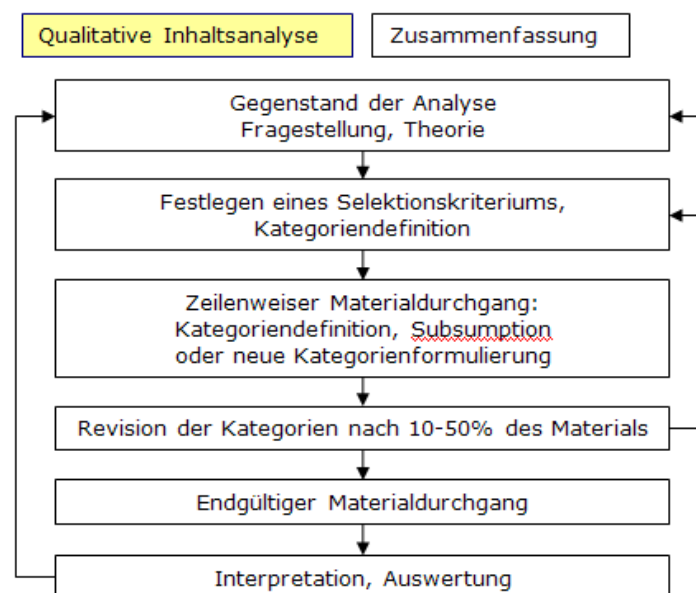 Qualitative Inhaltsanalyse
Zusammenfassung
Gegenstand der Analyse
Fragestellung, Theorie
Festlegen eines Selektionskriteriums,
Kategoriendefinition
Zeilenweiser Materialdurchgang:
Kategoriendefinition, Subsumption
oder neue Kategorienformulierung
Revision der Kategorien nach 10-50% des Materials
Endgültiger Materialdurchgang
Interpretation, Auswertung